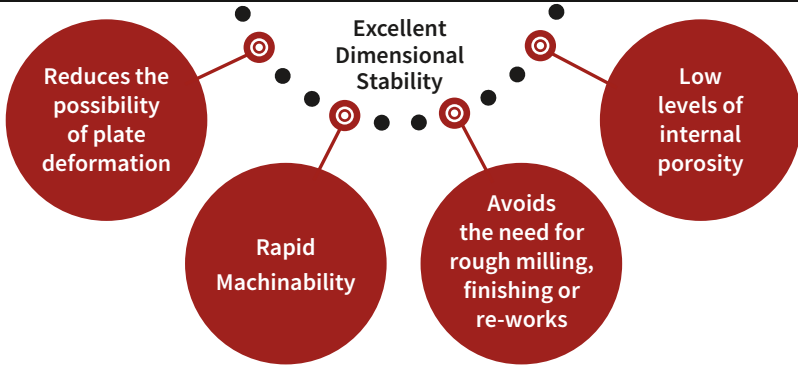 Excellent
Dimensional
Stability
Reduces the
possibility
of plate
deformation
Rapid
Machinability
Avoids
the need for
rough milling,
finishing or
re-works
Low
levels of
internal
porosity